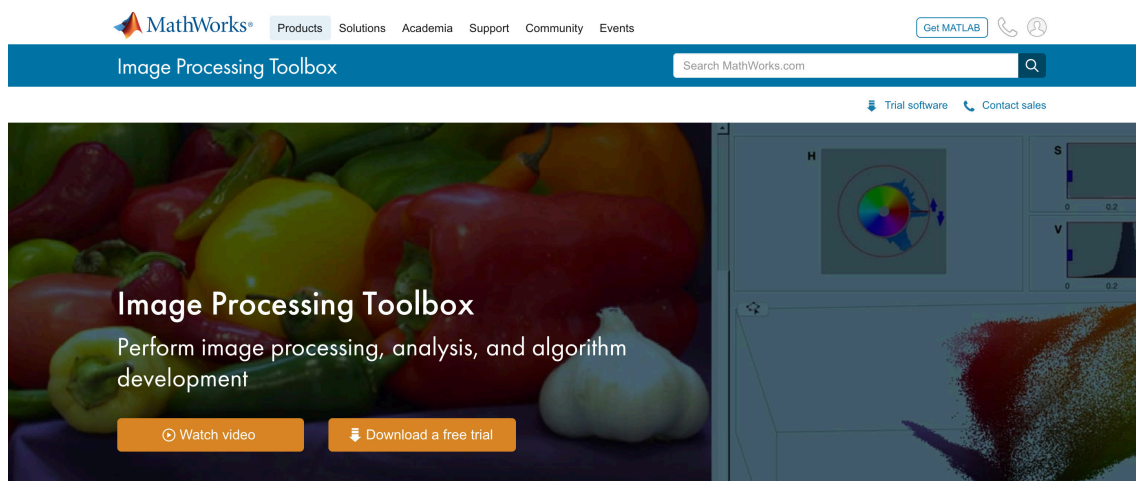 MathWorks®
Products Solutions Academia Support Community Events
Get MATLAB
Image Processing Toolbox
Search MathWorks.com
Trial software Contact sales
H
S
0 0.2
V
0 0.2
Image Processing Toolbox
Perform image processing, analysis, and algorithm
development
Watch video
Download a free trial